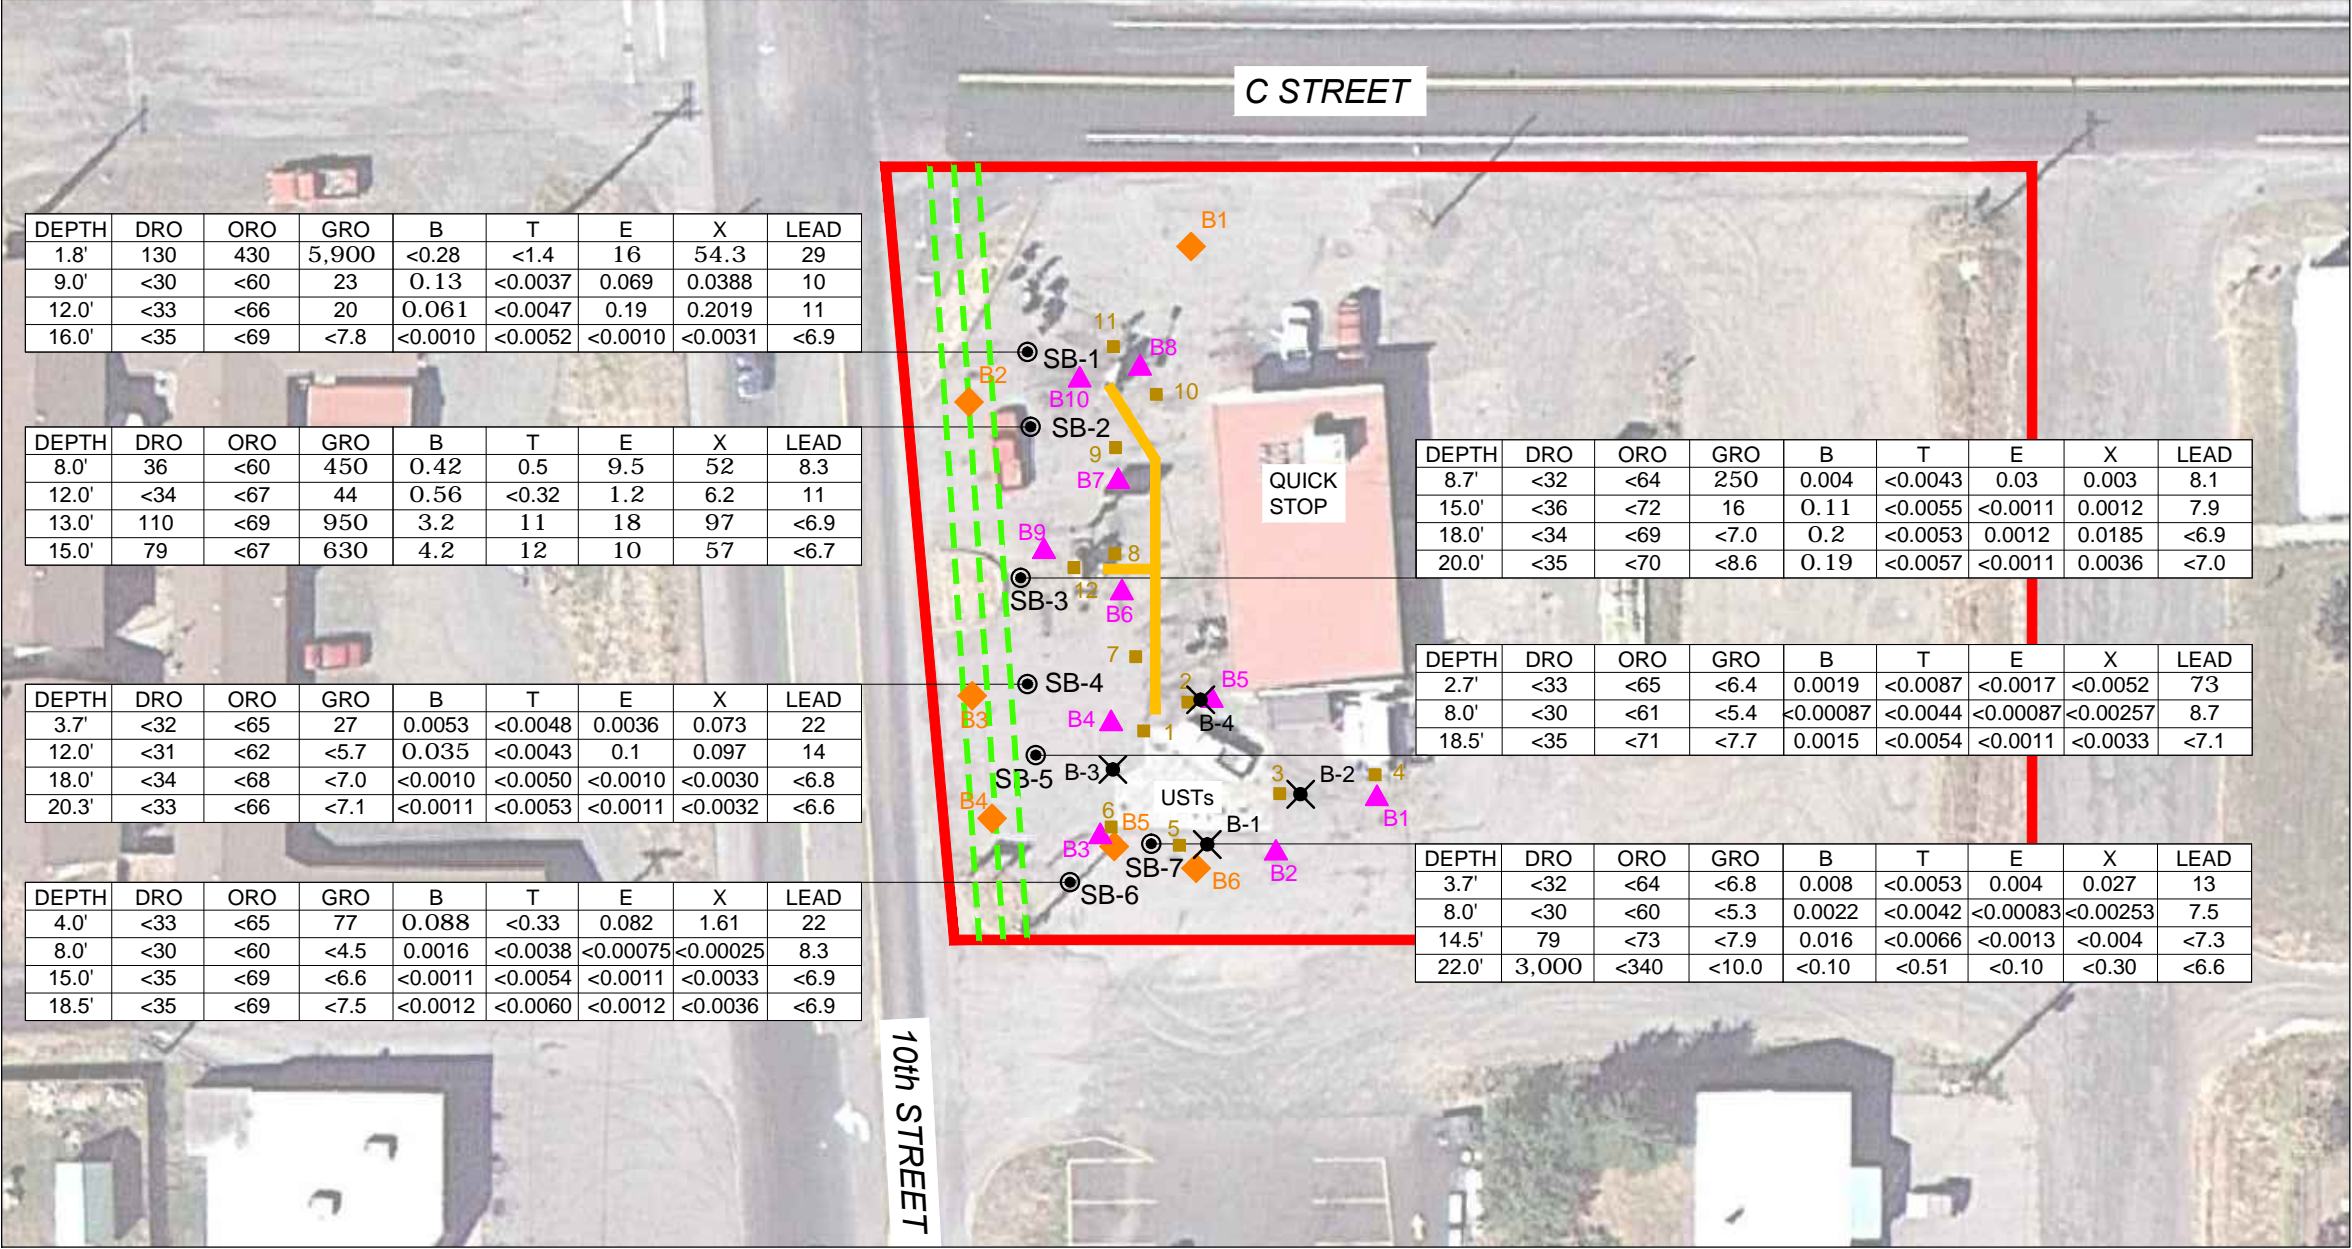 C STREET
DEPTH DRO ORO GRO B T E X LEAD
1.8' 130 430 5,900 <0.28 <1.4 16 54.3 29
9.0' <30 <60 23 0.13 <0.0037 0.069 0.0388 10
12.0' <33 <66 20 0.061 <0.0047 0.19 0.2019 11
16.0' <35 <69 <7.8 <0.0010 <0.0052 <0.0010 <0.0031 <6.9
DEPTH DRO ORO GRO B T E X LEAD
8.0' 36 <60 450 0.42 0.5 9.5 52 8.3
12.0' <34 <67 44 0.56 <0.32 1.2 6.2 11
13.0' 110 <69 950 3.2 11 18 97 <6.9
15.0' 79 <67 630 4.2 12 10 57 <6.7
DEPTH DRO ORO GRO B T E X LEAD
3.7' <32 <65 27 0.0053 <0.0048 0.0036 0.073 22
12.0' <31 <62 <5.7 0.035 <0.0043 0.1 0.097 14
18.0' <34 <68 <7.0 <0.0010 <0.0050 <0.0010 <0.0030 <6.8
20.3' <33 <66 <7.1 <0.0011 <0.0053 <0.0011 <0.0032 <6.6
DEPTH DRO ORO GRO B T E X LEAD
4.0' <33 <65 77 0.088 <0.33 0.082 1.61 22
8.0' <30 <60 <4.5 0.0016 <0.0038 <0.00075 <0.00025 8.3
15.0' <35 <69 <6.6 <0.0011 <0.0054 <0.0011 <0.0033 <6.9
18.5' <35 <69 <7.5 <0.0012 <0.0060 <0.0012 <0.0036 <6.9
B1
11
SB-1
B8
B2
B10
10
SB-2
9
B7
QUICK
STOP
B9
8
12
SB-3
B6
7
SB-4
2
B5
B3
B4
B-4
1
SB-5
B-3
3
B-2
4
USTs
B4
B1
6
B5
5
B-1
B3
SB-7
B6
B2
SB-6
10th STREET
DEPTH DRO ORO GRO B T E X LEAD
8.7' <32 <64 250 0.004 <0.0043 0.03 0.003 8.1
15.0' <36 <72 16 0.11 <0.0055 <0.0011 0.0012 7.9
18.0' <34 <69 <7.0 0.2 <0.0053 0.0012 0.0185 <6.9
20.0' <35 <70 <8.6 0.19 <0.0057 <0.0011 0.0036 <7.0
DEPTH DRO ORO GRO B T E X LEAD
2.7' <33 <65 <6.4 0.0019 <0.0087 <0.0017 <0.0052 73
8.0' <30 <61 <5.4 <0.00087 <0.0044 <0.00087 <0.00257 8.7
18.5' <35 <71 <7.7 0.0015 <0.0054 <0.0011 <0.0033 <7.1
DEPTH DRO ORO GRO B T E X LEAD
3.7' <32 <64 <6.8 0.008 <0.0053 0.004 0.027 13
8.0' <30 <60 <5.3 0.0022 <0.0042 <0.00083 <0.00253 7.5
14.5' 79 <73 <7.9 0.016 <0.0066 <0.0013 <0.004 <7.3
22.0' 3,000 <340 <10.0 <0.10 <0.51 <0.10 <0.30 <6.6